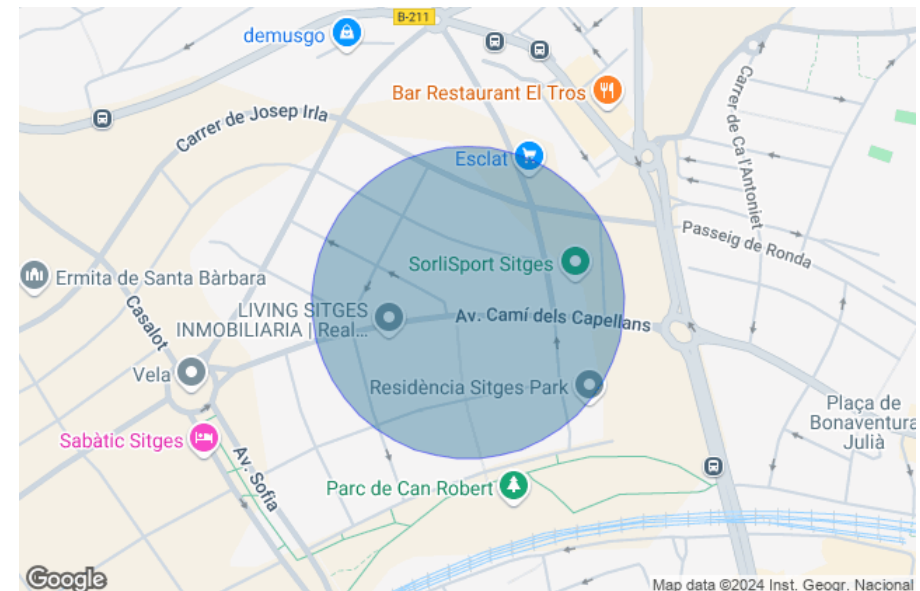 B-211
demusgo
Bar Restaurant El Tros
Carrer de Josep Irla
Esclat
Carrer de Ca l'Antoniet
Passeig de Ronda
SorliSport Sitges
Ermita de Santa Bàrbara
LIVING SITGES
INMOBILIARIA | Real...
Av. Camí dels Capellans
Casalot
Vela
Residència Sitges Park
Plaça de
Bonaventura
Julià
Sabàtic Sitges
Av. Sofia
Parc de Can Robert
Google
Map data ©2024 Inst. Geogr. Nacional